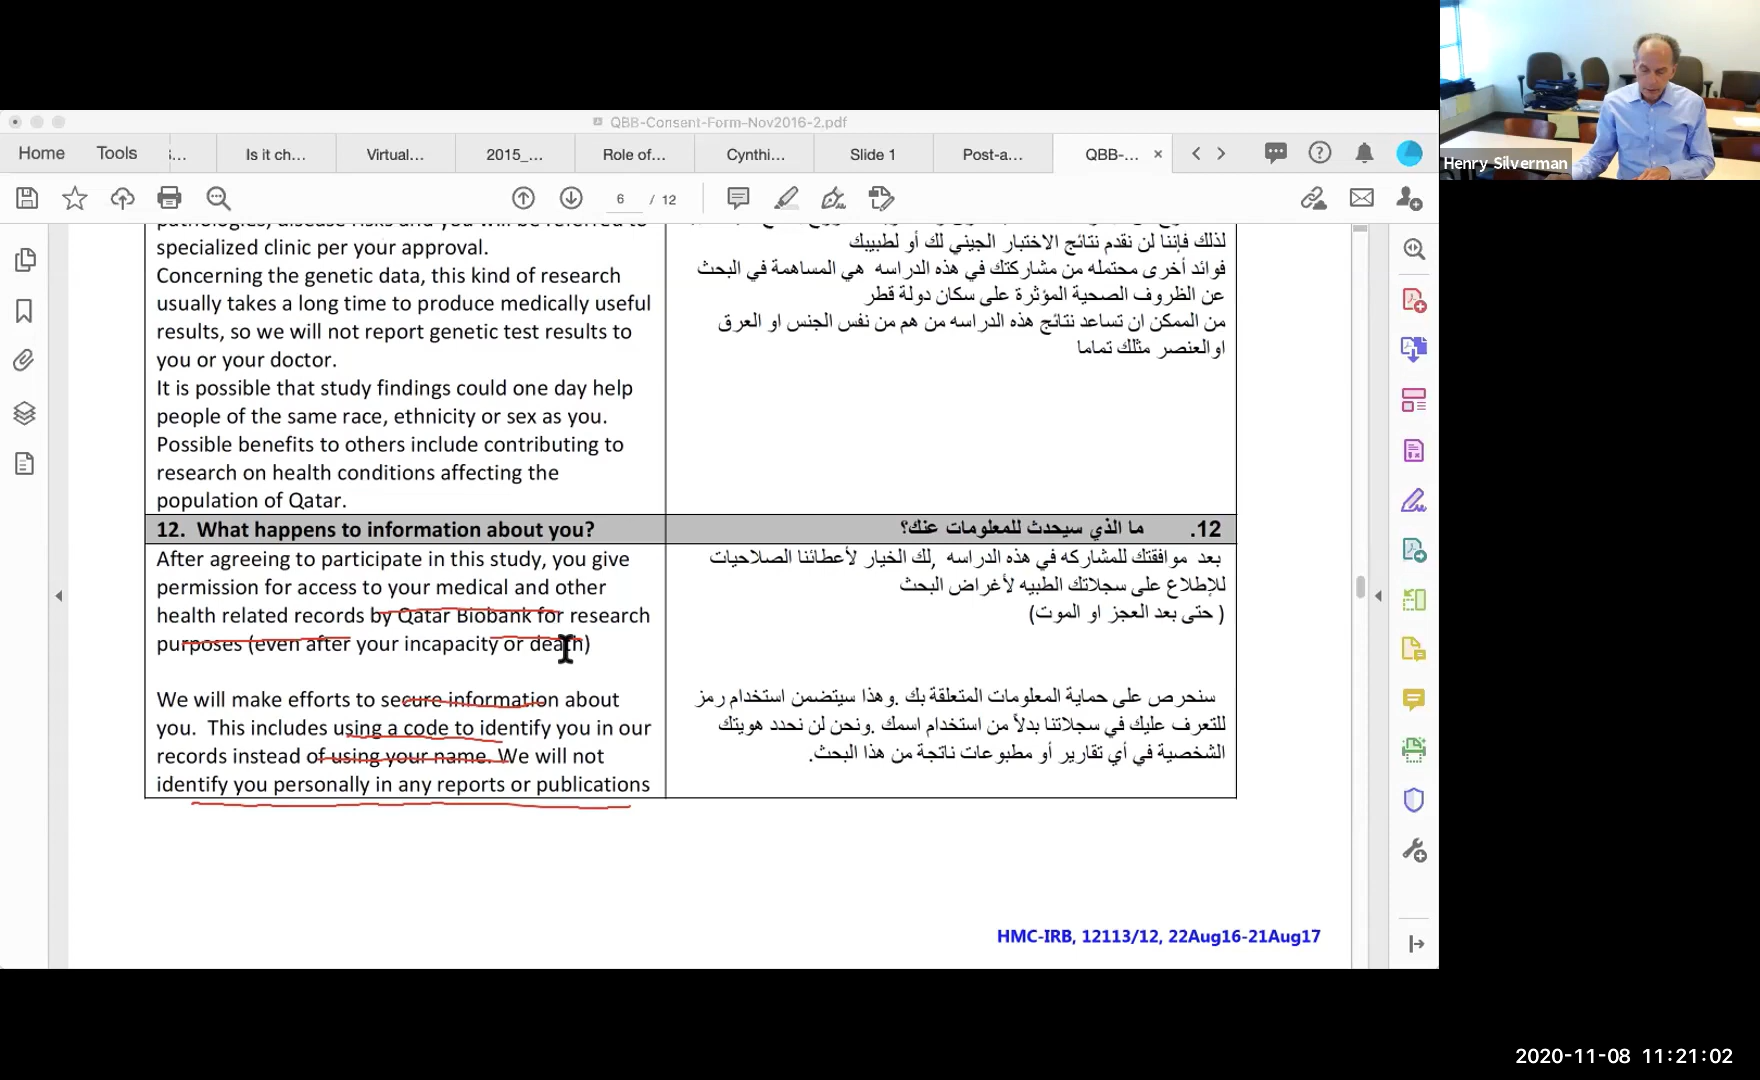 QBB-Consent-Form-Nov2016-2.pdf
Home Tools ... Is it ch... Virtual... 2015_... Role of... Cynthi... Slide 1 Post-a... QBB-... ×
6 / 12
specialized clinic per your approval.
Concerning the genetic data, this kind of research
usually takes a long time to produce medically useful
results, so we will not report genetic test results to
you or your doctor.
It is possible that study findings could one day help
people of the same race, ethnicity or sex as you.
Possible benefits to others include contributing to
research on health conditions affecting the
population of Qatar.
لذلك فإننا لن نقدم نتائج الاختبار الجيني لك أو لطبيبك
فوائد أخرى محتمله من مشاركتك في هذه الدراسه هي المساهمة في البحث
عن الظروف الصحية المؤثرة على سكان دولة قطر
من الممكن ان تساعد نتائج هذه الدراسه من هم من نفس الجنس او العرق
اوالعنصر مثلك تماما
12. What happens to information about you?
12. ما الذي سيحدث للمعلومات عنك؟
After agreeing to participate in this study, you give
permission for access to your medical and other
health related records by Qatar Biobank for research
purposes (even after your incapacity or death)
We will make efforts to secure information about
you. This includes using a code to identify you in our
records instead of using your name. We will not
identify you personally in any reports or publications
بعد موافقتك للمشاركه في هذه الدراسه ,لك الخيار لأعطائنا الصلاحيات
للإطلاع على سجلاتك الطبيه لأغراض البحث
( حتى بعد العجز او الموت)
سنحرص على حماية المعلومات المتعلقة بك .وهذا سيتضمن استخدام رمز
للتعرف عليك في سجلاتنا بدلاً من استخدام اسمك .ونحن لن نحدد هويتك
الشخصية في أي تقارير أو مطبوعات ناتجة من هذا البحث.
HMC-IRB, 12113/12, 22Aug16-21Aug17
Henry Silverman
2020-11-08 11:21:02